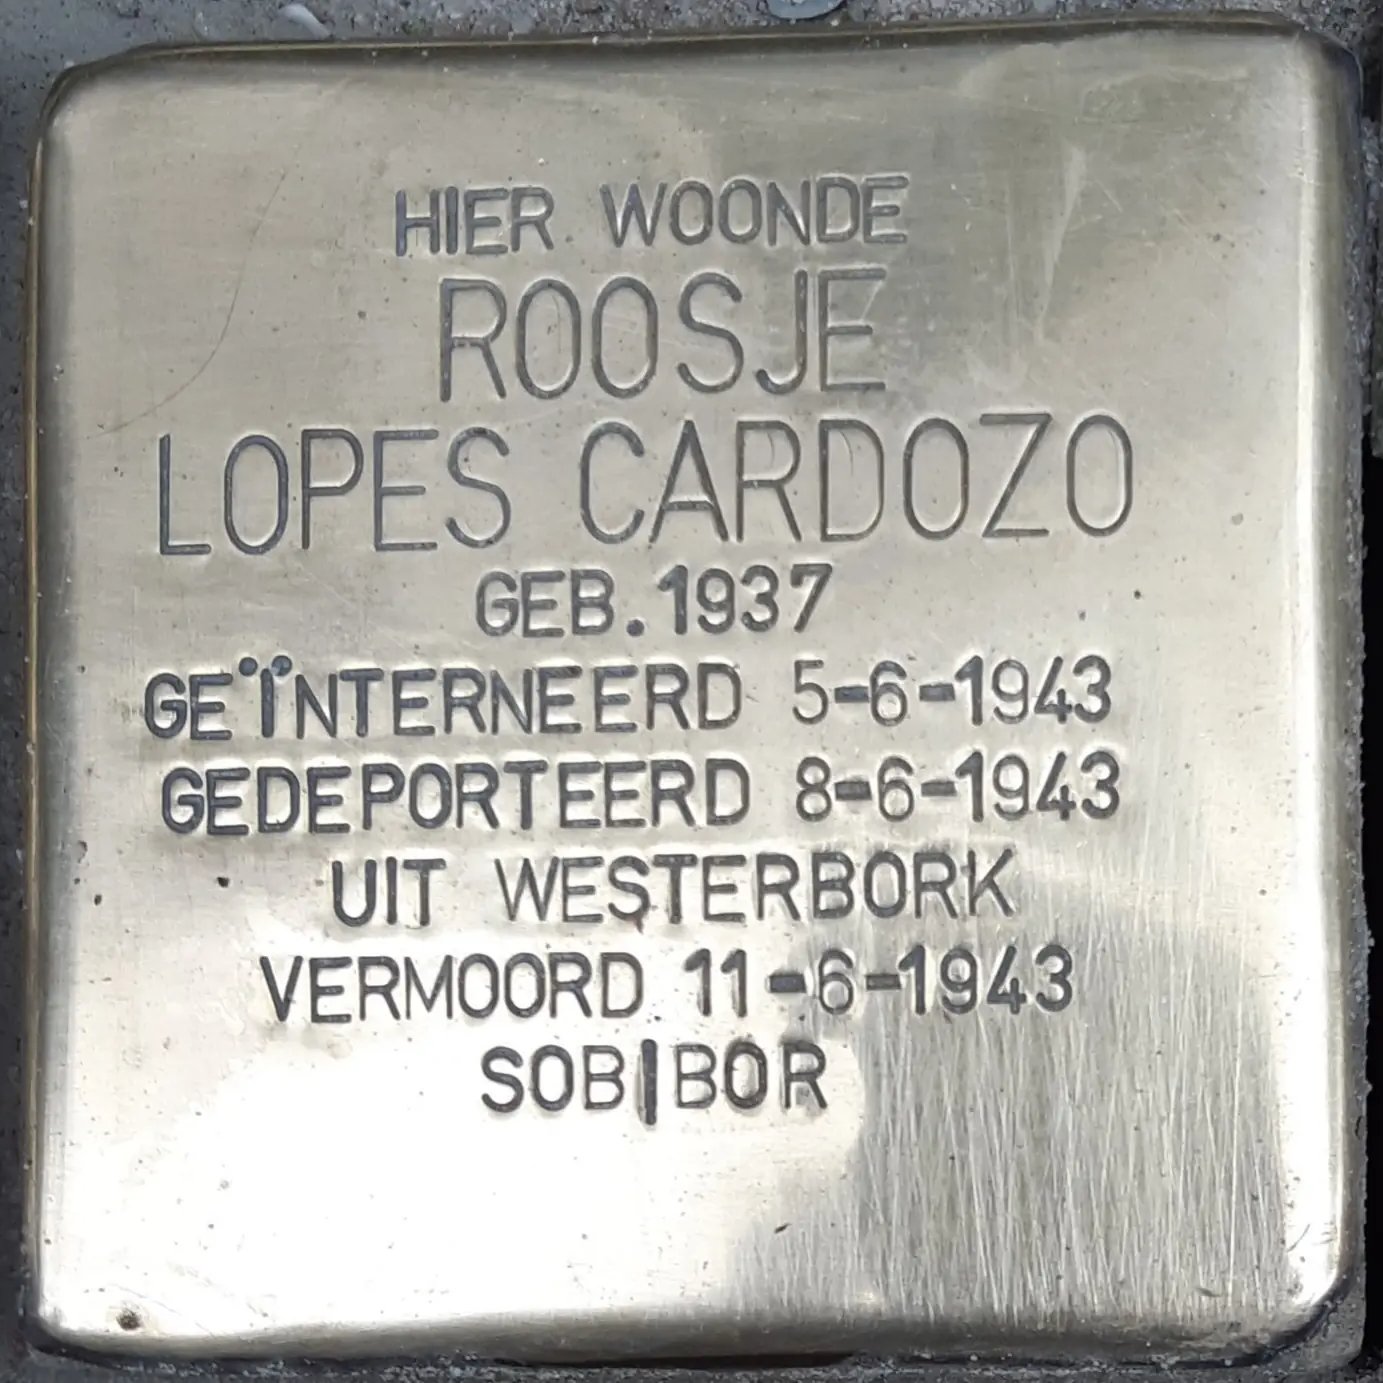 HIER WOONDE
ROOSJE
LOPES CARDOZO
GEB. 1937
GEÏNTERNEERD 5-6-1943
GEDEPORTEERD 8-6-1943
UIT WESTERBORK
VERMOORD 11-6-1943
SOBIBOR